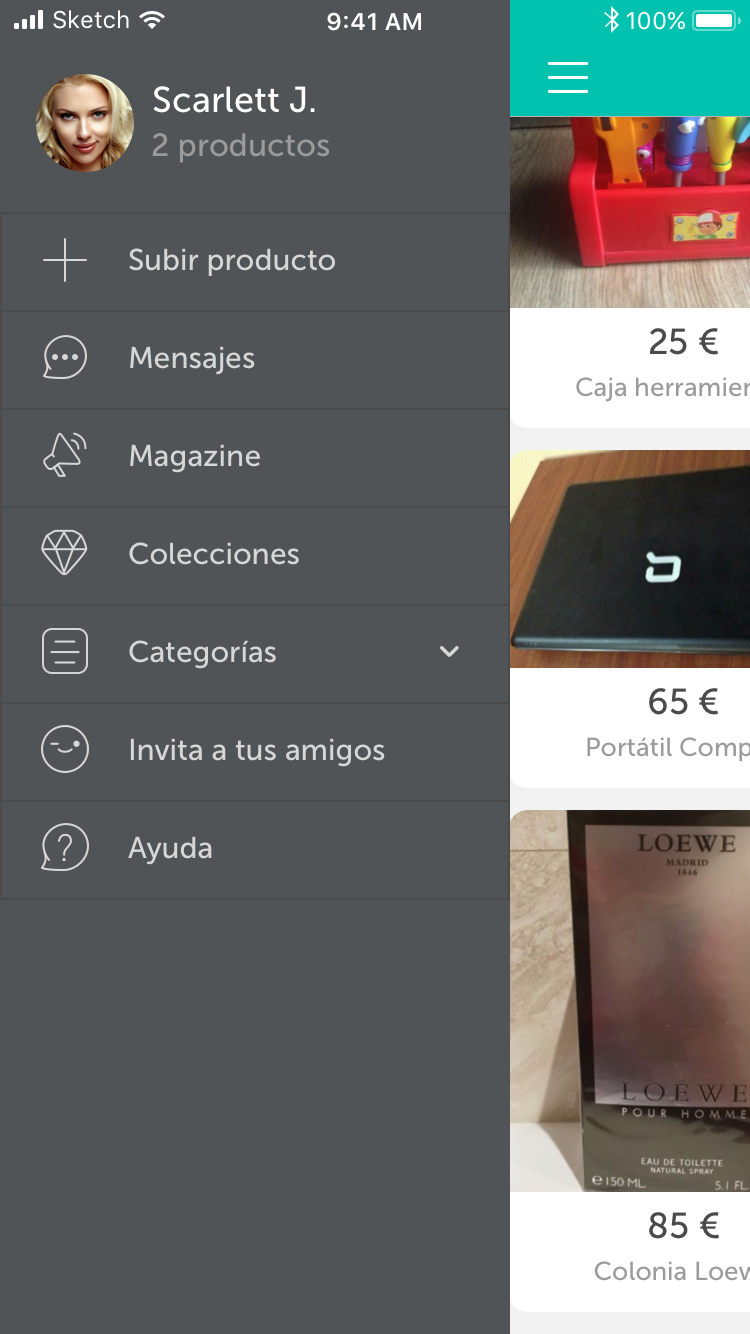 Sketch
9:41 AM
100%
Scarlett J.
2 productos
Subir producto
Mensajes
Magazine
Colecciones
Categorías
Invita a tus amigos
Ayuda
25 €
Caja herramier
65 €
Portátil Comp
LOEWE
MADRID
1846
LOEWE
POUR HOMME
EAU DE TOILETTE
NATURAL SPRAY
e150 ML 5.1 FL
85 €
Colonia Loew